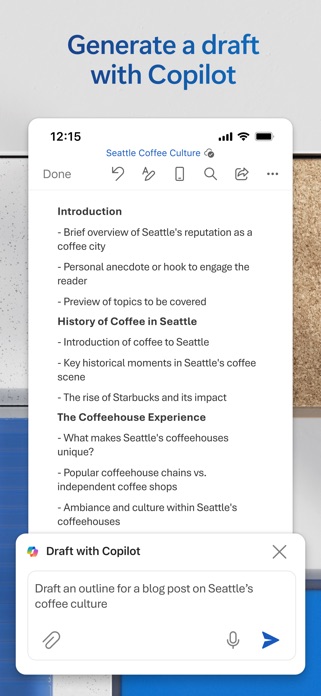 Generate a draft
with Copilot
12:15
Seattle Coffee Culture
Done
Introduction
- Brief overview of Seattle's reputation as a
coffee city
- Personal anecdote or hook to engage the
reader
- Preview of topics to be covered
History of Coffee in Seattle
- Introduction of coffee to Seattle
- Key historical moments in Seattle's coffee
scene
- The rise of Starbucks and its impact
The Coffeehouse Experience
- What makes Seattle's coffeehouses
unique?
- Popular coffeehouse chains vs.
independent coffee shops
- Ambiance and culture within Seattle's
coffeehouses
Draft with Copilot
Draft an outline for a blog post on Seattle's
coffee culture